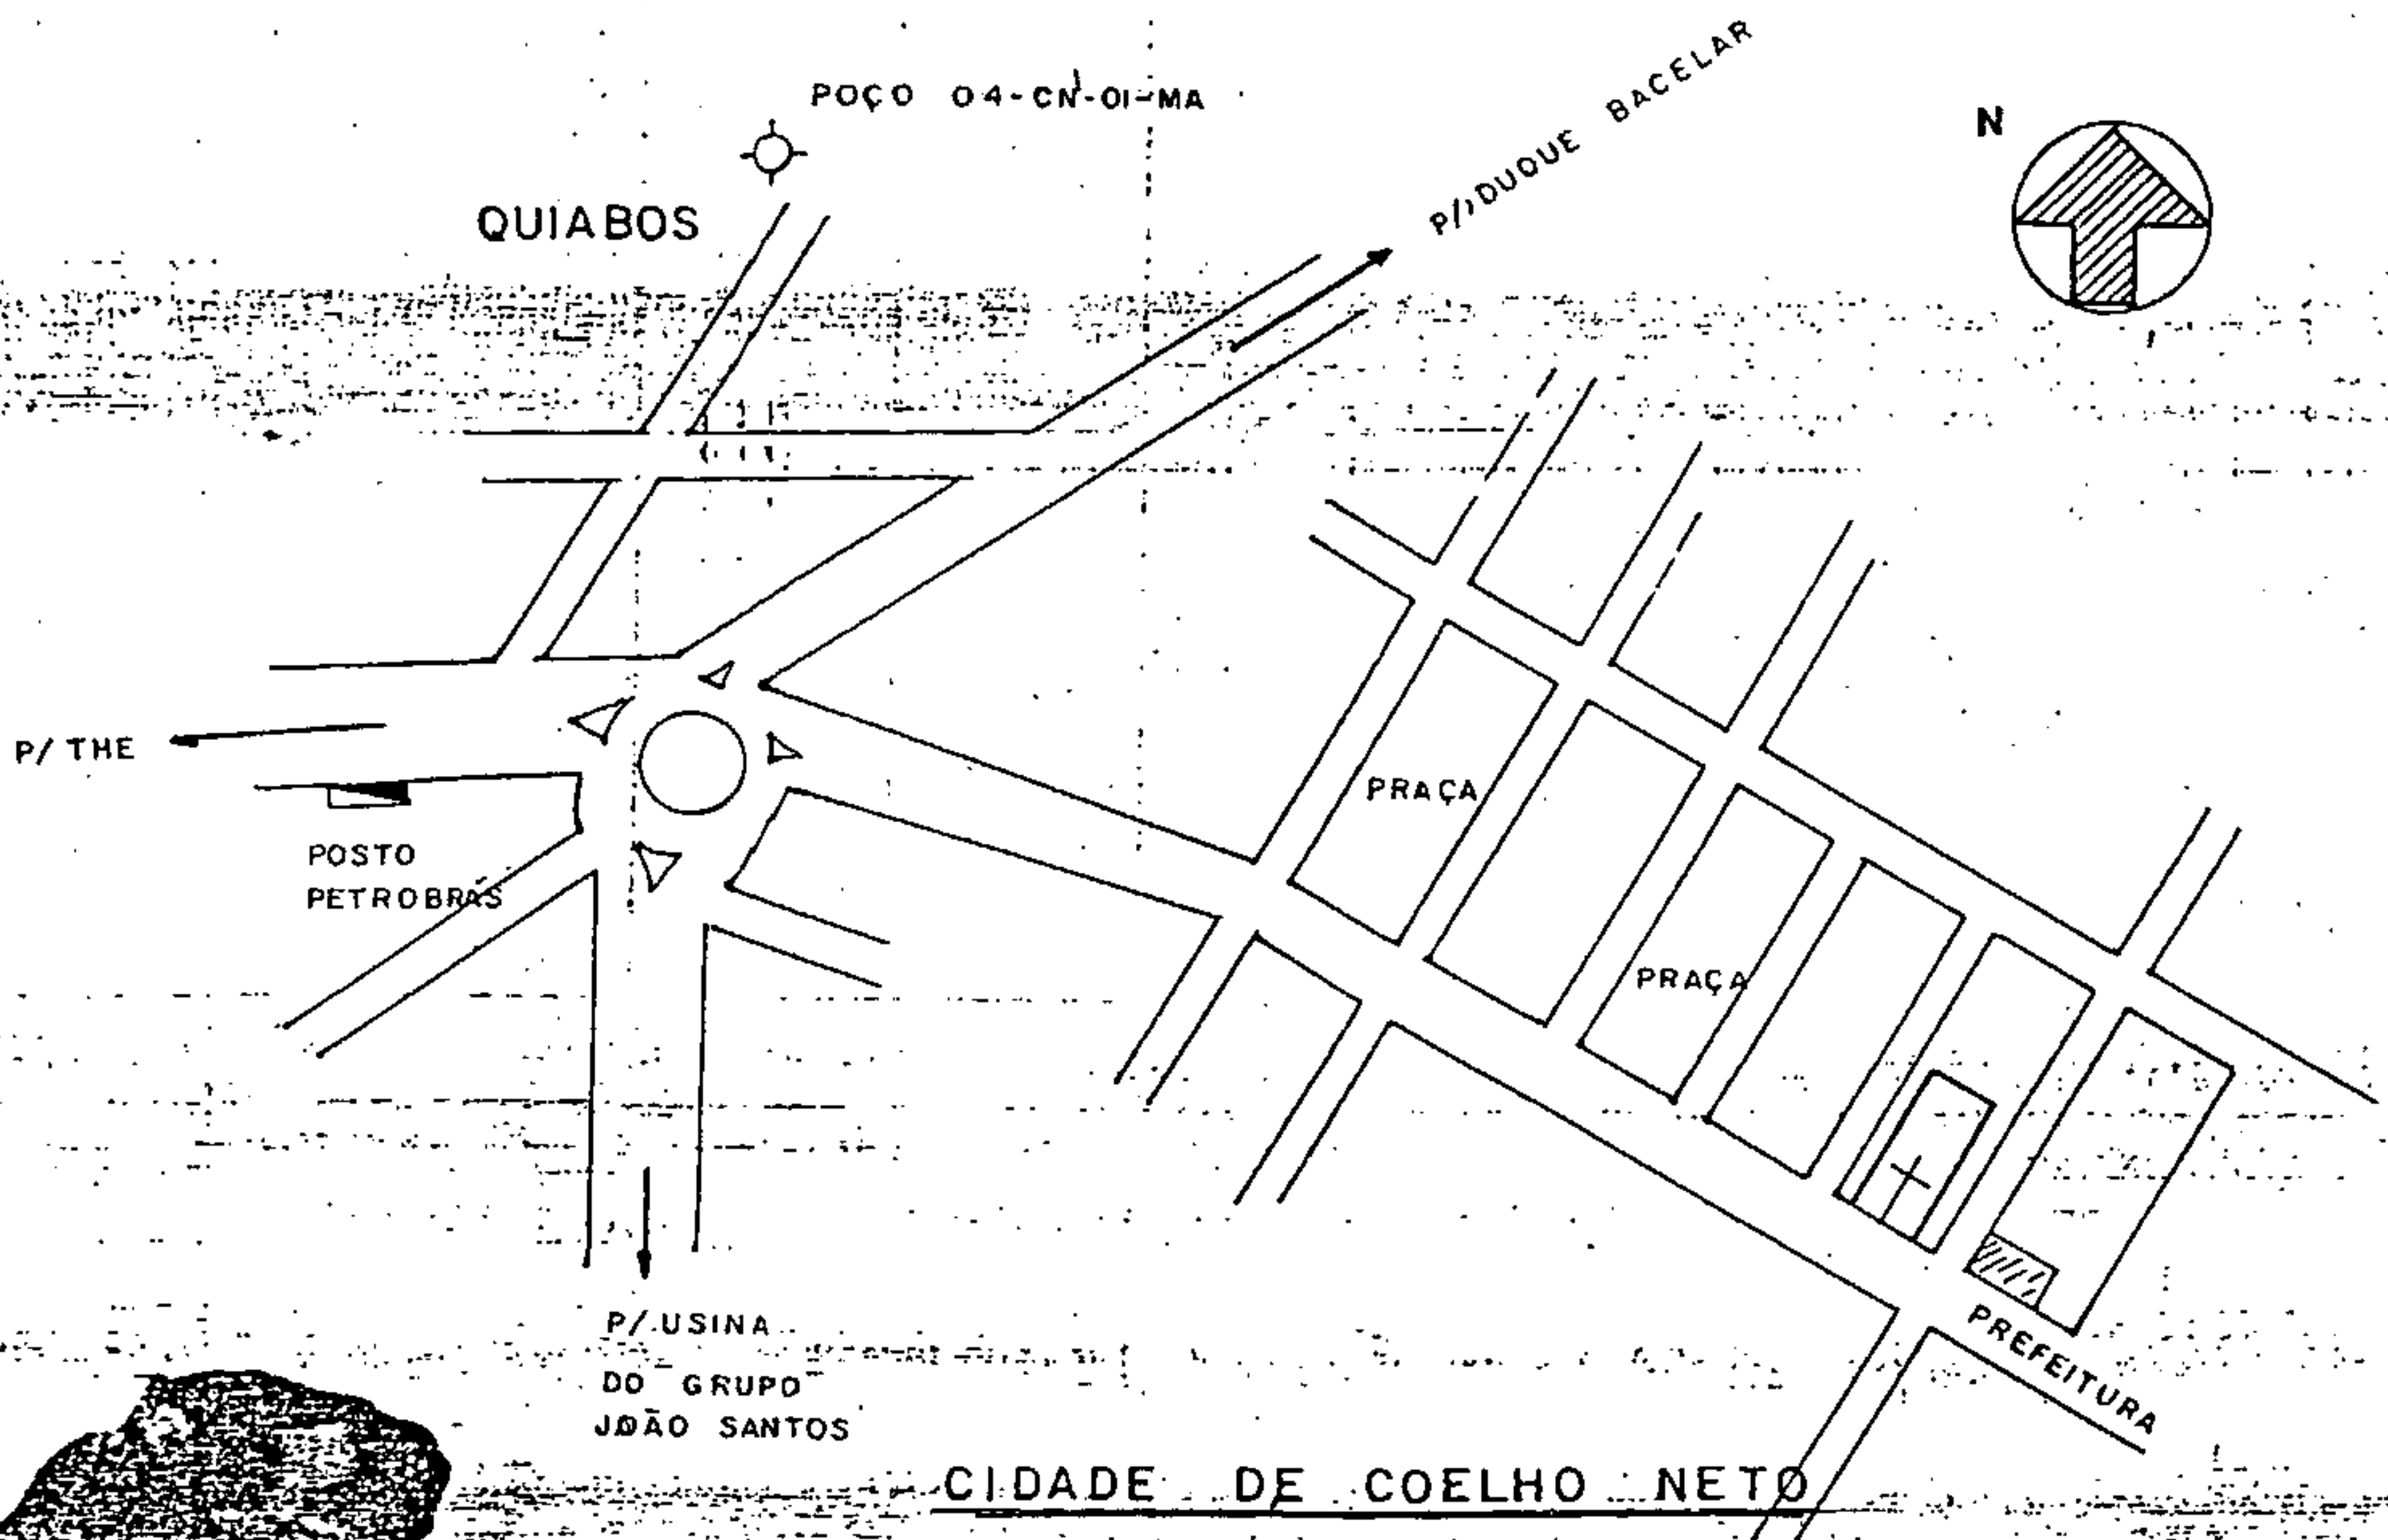 POÇO 04-CN-01-MA
P/ DUQUE BACELAR
N
QUIABOS
P/ THE
POSTO
PETROBRÁS
PRAÇA
PRAÇA
P/ USINA
DO GRUPO
JOÃO SANTOS
PREFEITURA
CIDADE DE COELHO NETO